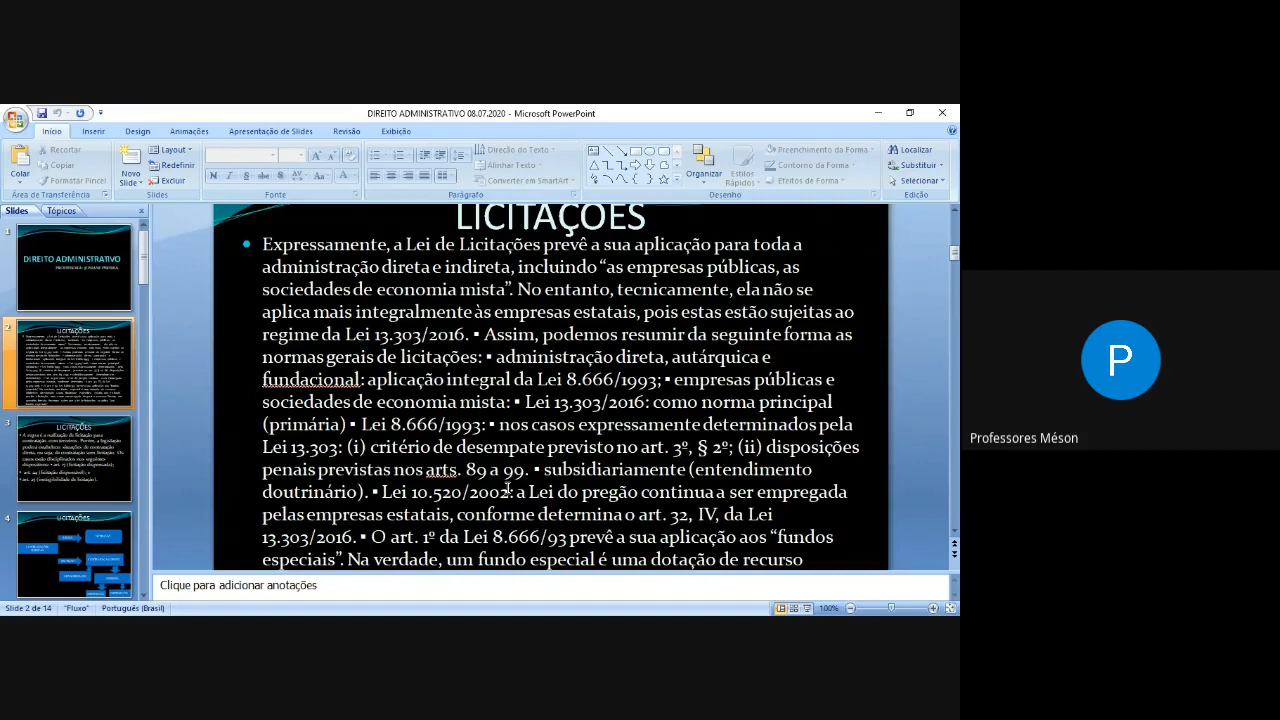 DIREITO ADMINISTRATIVO 08.07.2020 - Microsoft PowerPoint
Início Inserir Design Animações Apresentação de Slides Revisão Exibição
Colar
Recortar
Copiar
Formatar Pincel
Área de Transferência
Novo Slide
Layout
Redefinir
Excluir
Slides
Fonte
Direção do Texto
Alinhar Texto
Converter em SmartArt
Parágrafo
Organizar
Estilos Rápidos
Preenchimento da Forma
Contorno da Forma
Efeitos de Forma
Desenho
Localizar
Substituir
Selecionar
Edição
Slides Tópicos
1
DIREITO ADMINISTRATIVO
2
LICITAÇÕES
3
LICITAÇÕES
4
LICITAÇÕES
LICITAÇÕES
Expressamente, a Lei de Licitações prevê a sua aplicação para toda a
administração direta e indireta, incluindo “as empresas públicas, as
sociedades de economia mista”. No entanto, tecnicamente, ela não se
aplica mais integralmente às empresas estatais, pois estas estão sujeitas ao
regime da Lei 13.303/2016. ▪ Assim, podemos resumir da seguinte forma as
normas gerais de licitações: ▪ administração direta, autárquica e
fundacional: aplicação integral da Lei 8.666/1993; ▪ empresas públicas e
sociedades de economia mista: ▪ Lei 13.303/2016: como norma principal
(primária) ▪ Lei 8.666/1993: ▪ nos casos expressamente determinados pela
Lei 13.303: (i) critério de desempate previsto no art. 3º, § 2º; (ii) disposições
penais previstas nos arts. 89 a 99. ▪ subsidiariamente (entendimento
doutrinário). ▪ Lei 10.520/2002: a Lei do pregão continua a ser empregada
pelas empresas estatais, conforme determina o art. 32, IV, da Lei
13.303/2016. ▪ O art. 1º da Lei 8.666/93 prevê a sua aplicação aos “fundos
especiais”. Na verdade, um fundo especial é uma dotação de recurso
Clique para adicionar anotações
Slide 2 de 14 "Fluxo" Português (Brasil) 100%
P
Professores Méson